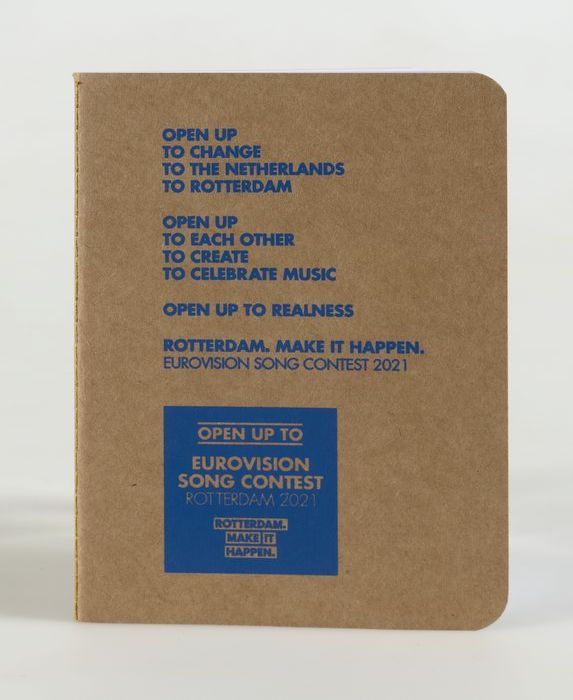 OPEN UP
TO CHANGE
TO THE NETHERLANDS
TO ROTTERDAM
OPEN UP
TO EACH OTHER
TO CREATE
TO CELEBRATE MUSIC
OPEN UP TO REALNESS
ROTTERDAM. MAKE IT HAPPEN.
EUROVISION SONG CONTEST 2021
OPEN UP TO
EUROVISION
SONG CONTEST
ROTTERDAM 2021
ROTTERDAM.
MAKE IT
HAPPEN.